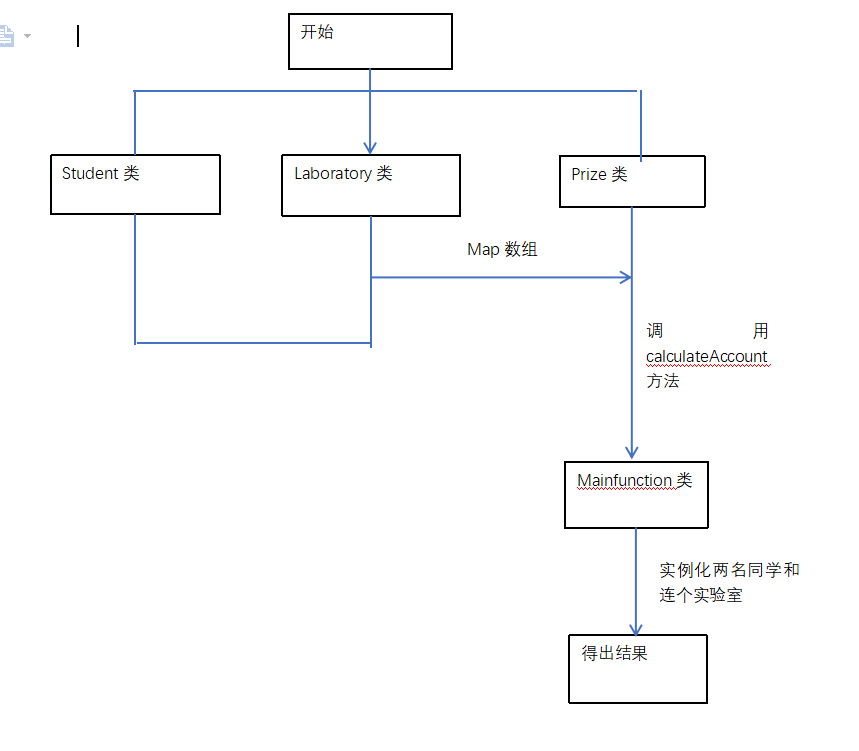 开始
Student 类
Laboratory 类
Prize 类
Map 数组
调用
calculateAccount
方法
Mainfunction 类
实例化两名同学和
连个实验室
得出结果